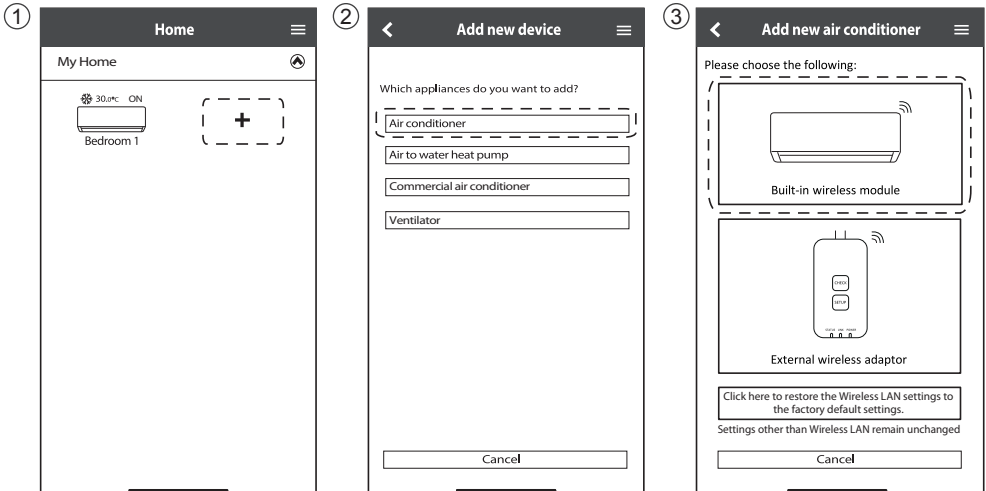 ①
Home
My Home
30.0°C ON
+
Bedroom 1
②
Add new device
Which appliances do you want to add?
Air conditioner
Air to water heat pump
Commercial air conditioner
Ventilator
Cancel
③
Add new air conditioner
Please choose the following:
Built-in wireless module
CHECK
SETUP
STATUS LINK POWER
External wireless adaptor
Click here to restore the Wireless LAN settings to
the factory default settings.
Settings other than Wireless LAN remain unchanged
Cancel